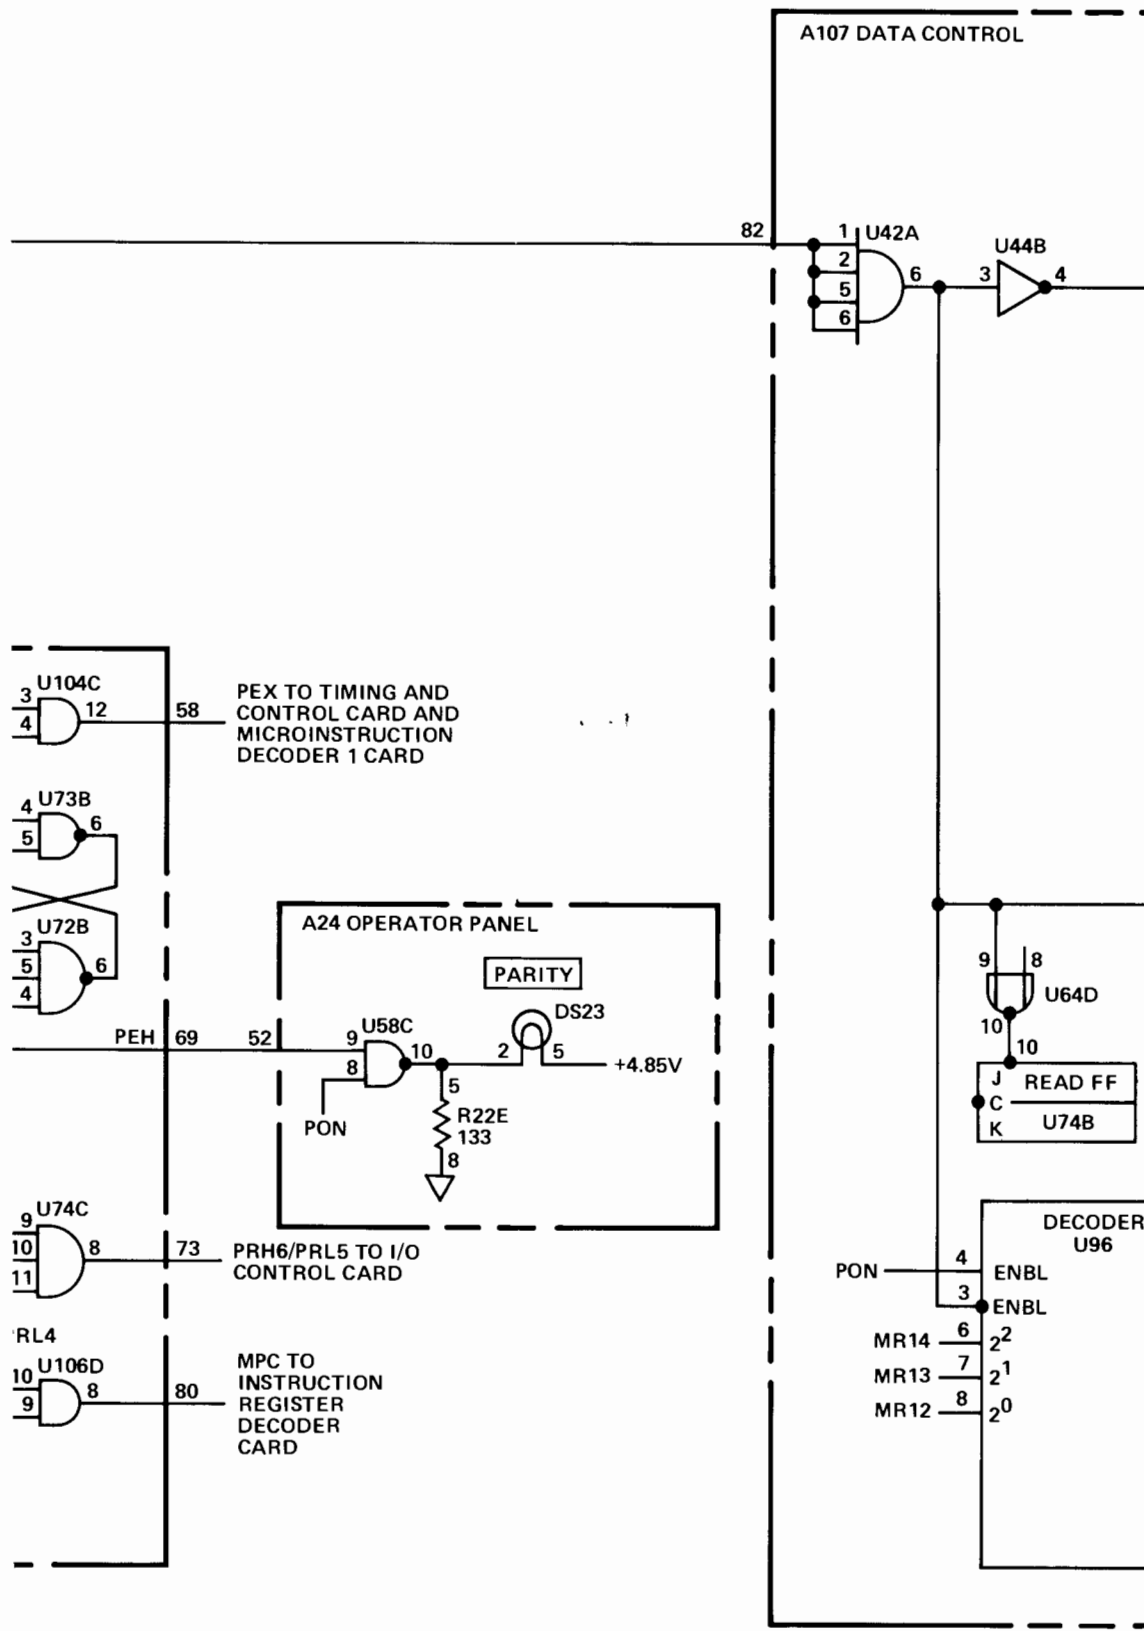 A107 DATA CONTROL
82
1
U42A
2
5
6
6
U44B
3
4
U104C
3
4
12
58
PEX TO TIMING AND
CONTROL CARD AND
MICROINSTRUCTION
DECODER 1 CARD
U73B
4
5
6
U72B
3
5
4
6
A24 OPERATOR PANEL
PARITY
DS23
PEH
69
52
U58C
9
8
10
2
5
+4.85V
PON
5
R22E
133
8
9
8
U64D
10
10
J
READ FF
C
K
U74B
U74C
9
10
11
8
73
PRH6/PRL5 TO I/O
CONTROL CARD
DECODER
U96
PON
4
ENBL
3
ENBL
MR14
6
2²
MR13
7
2¹
MR12
8
2⁰
RL4
U106D
10
9
8
80
MPC TO
INSTRUCTION
REGISTER
DECODER
CARD